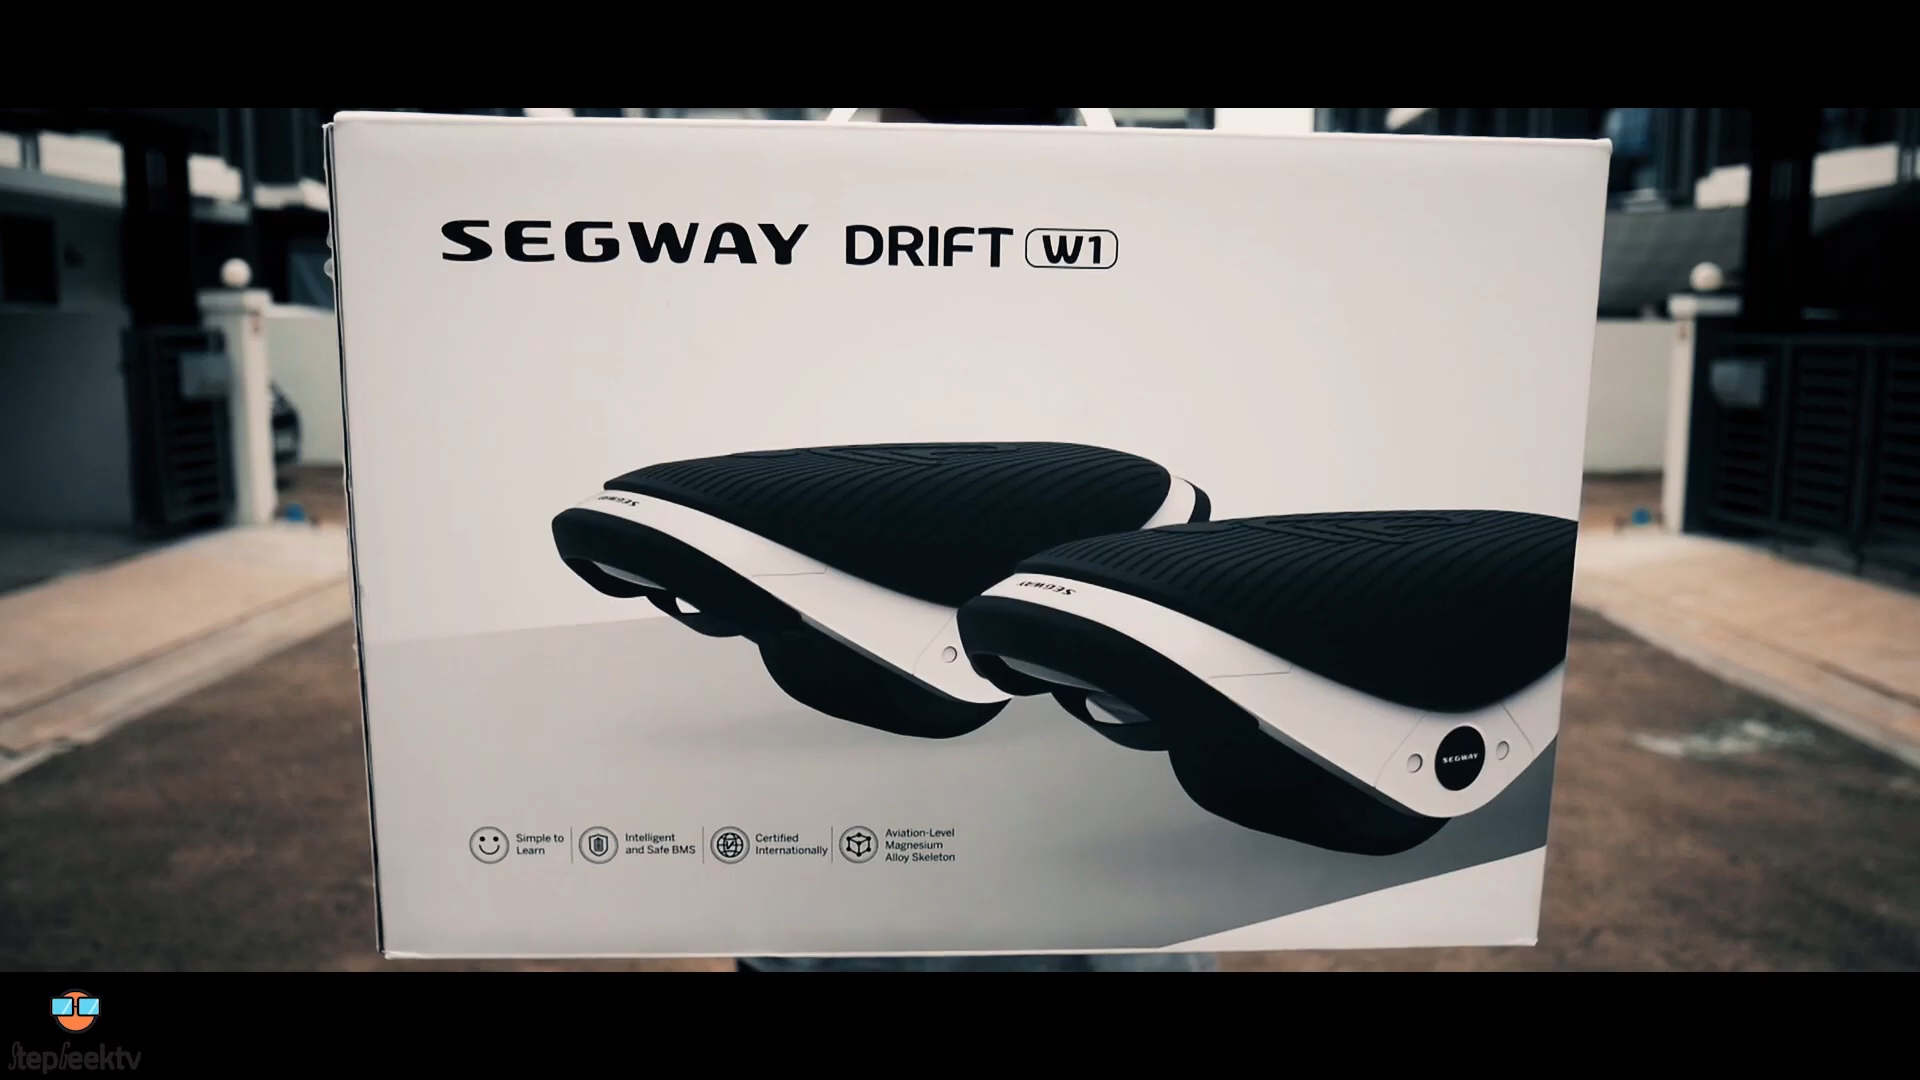 SEGWAY DRIFT W1
SEGWAY
SEGWAY
SEGWAY
Simple to
Learn
Intelligent
and Safe BMS
Certified
Internationally
Aviation-Level
Magnesium
Alloy Skeleton
StepGeektv